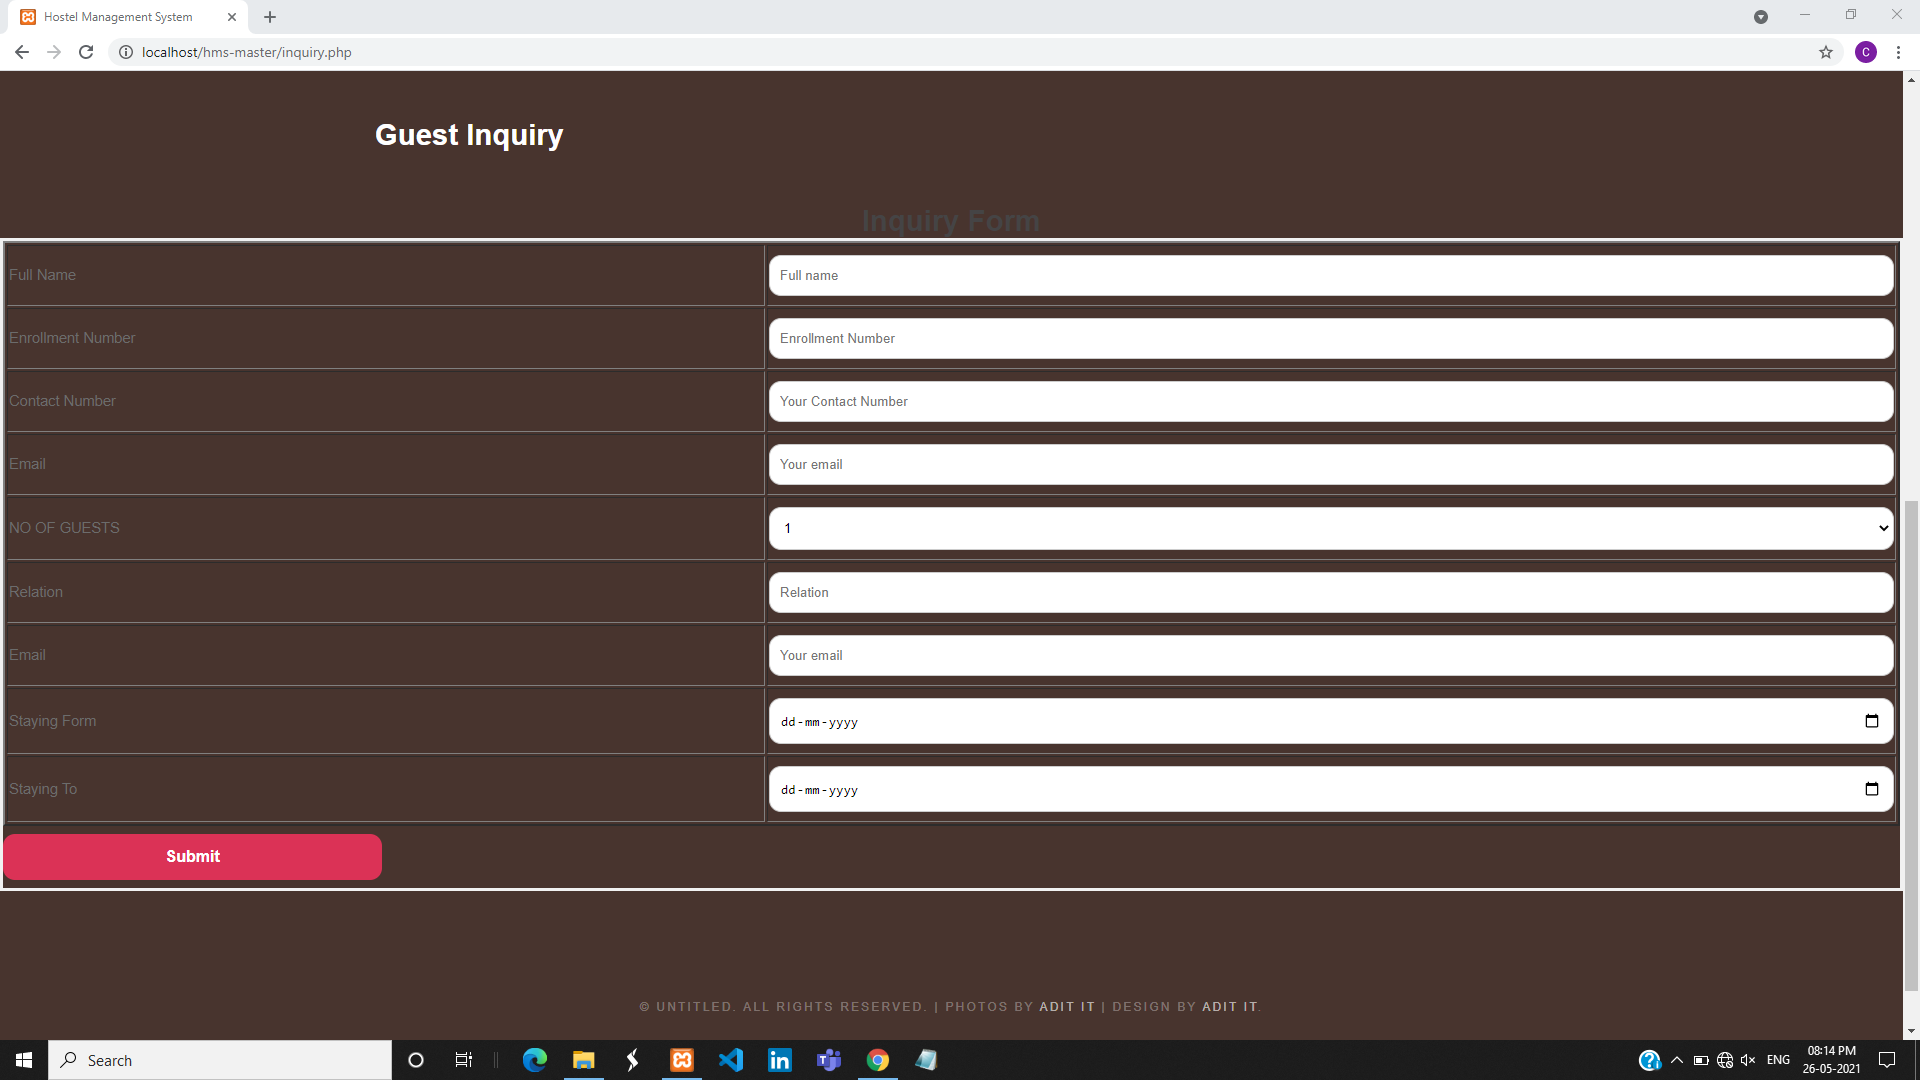 Hostel Management System
localhost/hms-master/inquiry.php
C
Guest Inquiry
Inquiry Form
Full Name
Full name
Enrollment Number
Enrollment Number
Contact Number
Your Contact Number
Email
Your email
NO OF GUESTS
1
Relation
Relation
Email
Your email
Staying Form
dd-mm-yyyy
Staying To
dd-mm-yyyy
Submit
© UNTITLED. ALL RIGHTS RESERVED. | PHOTOS BY ADIT IT | DESIGN BY ADIT IT.
Search
ENG
08:14 PM
26-05-2021